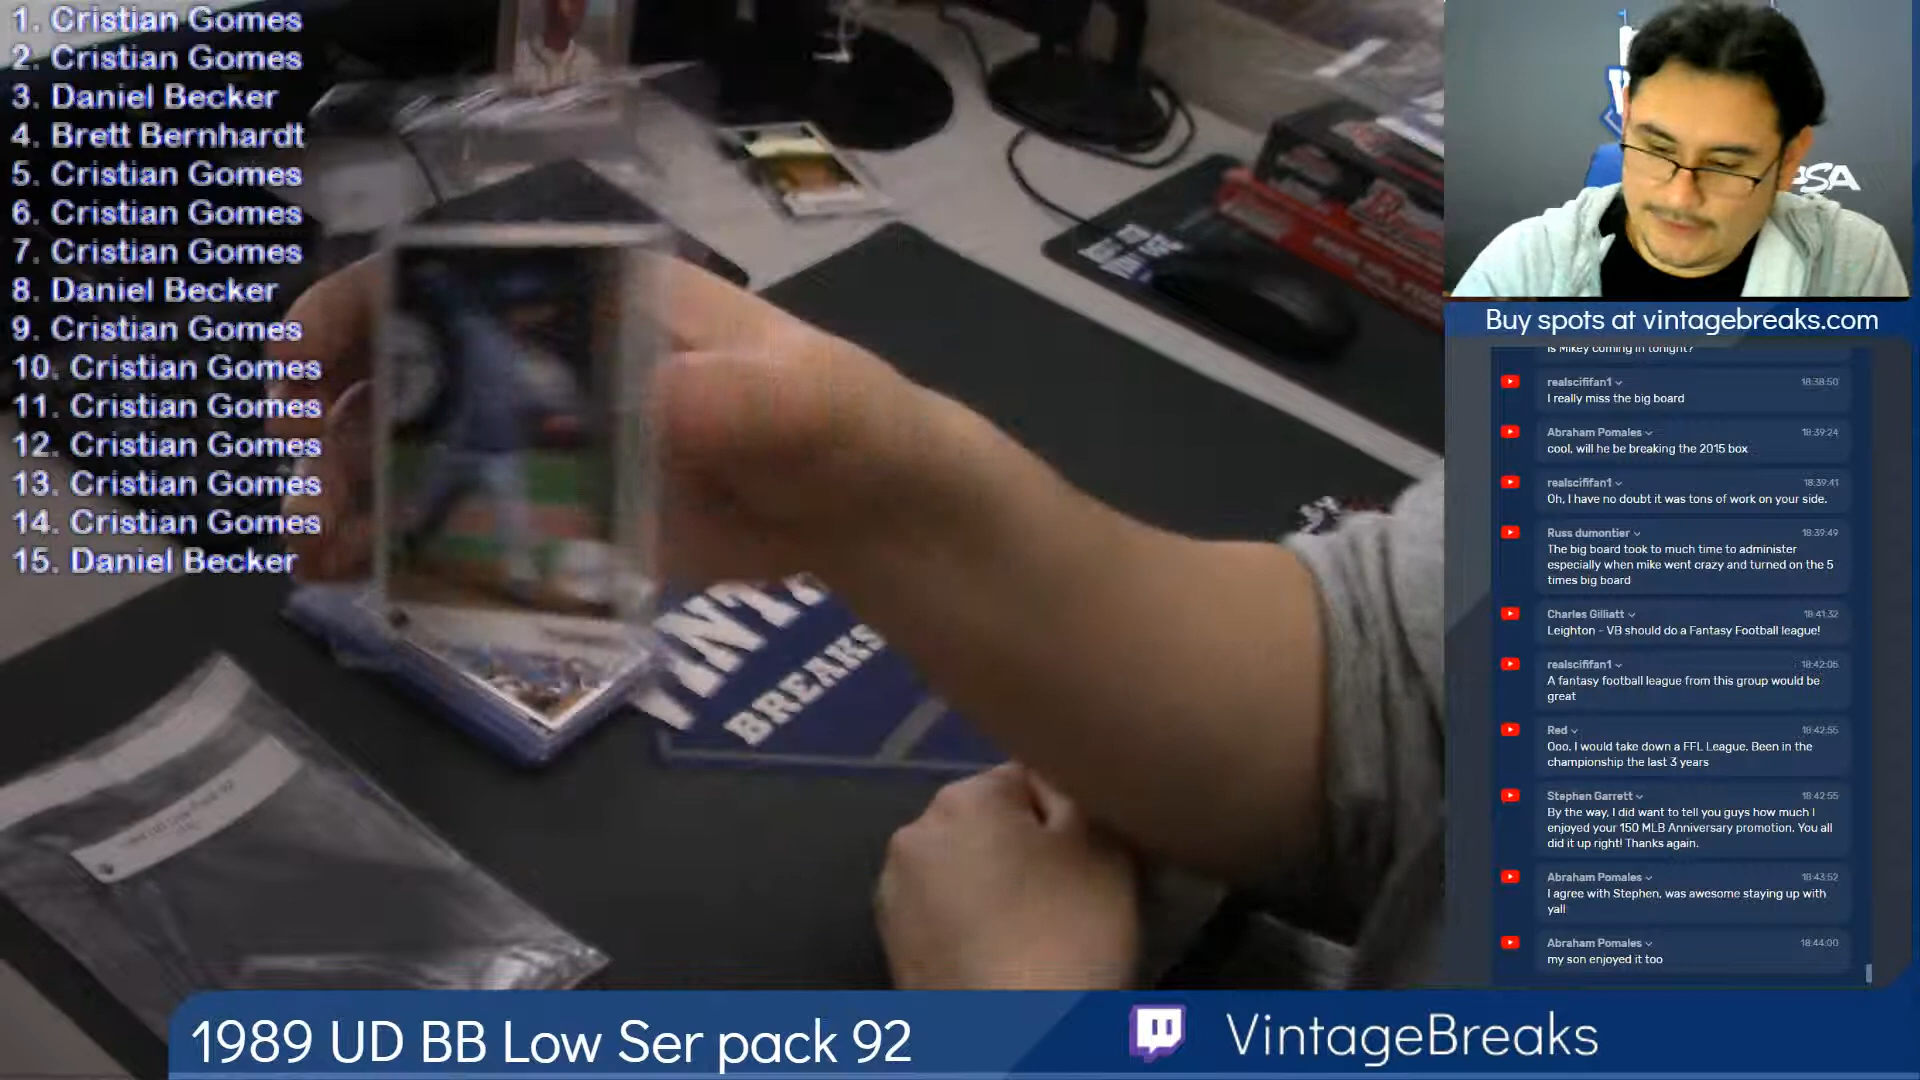 1. Cristian Gomes
2. Cristian Gomes
3. Daniel Becker
4. Brett Bernhardt
5. Cristian Gomes
6. Cristian Gomes
7. Cristian Gomes
8. Daniel Becker
9. Cristian Gomes
10. Cristian Gomes
11. Cristian Gomes
12. Cristian Gomes
13. Cristian Gomes
14. Cristian Gomes
15. Daniel Becker
BREAKS
PSA
Buy spots at vintagebreaks.com
is Mikey coming in tonight?
realscififan1 18:38:50
I really miss the big board
Abraham Pomales 18:39:24
cool, will he be breaking the 2015 box
realscififan1 18:39:41
Oh, I have no doubt it was tons of work on your side.
Russ dumontier 18:39:49
The big board took to much time to administer
especially when mike went crazy and turned on the 5
times big board
Charles Gilliatt 18:41:32
Leighton - VB should do a Fantasy Football league!
realscififan1 18:42:05
A fantasy football league from this group would be
great
Red 18:42:55
Ooo, I would take down a FFL League. Been in the
championship the last 3 years
Stephen Garrett 18:42:55
By the way, I did want to tell you guys how much I
enjoyed your 150 MLB Anniversary promotion. You all
did it up right! Thanks again.
Abraham Pomales 18:43:52
I agree with Stephen, was awesome staying up with
yall
Abraham Pomales 18:44:00
my son enjoyed it too
1989 UD BB Low Ser pack 92
VintageBreaks